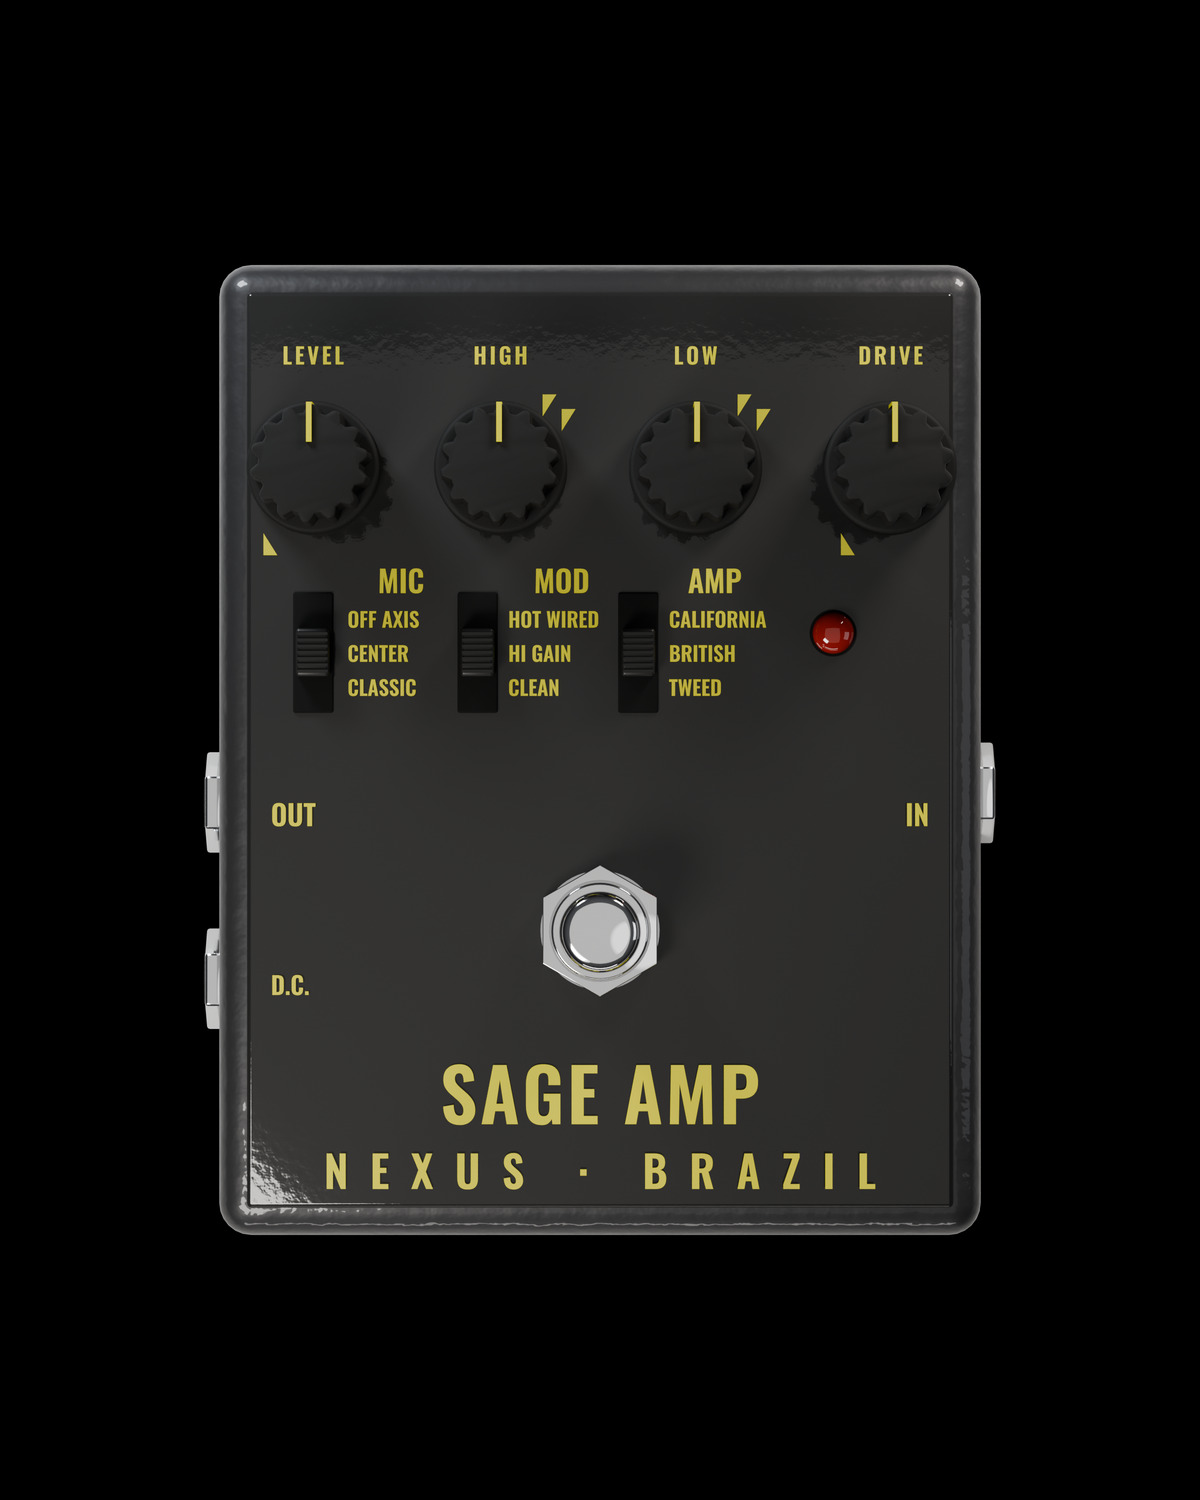 LEVEL HIGH LOW DRIVE
MIC MOD AMP
OFF AXIS HOT WIRED CALIFORNIA
CENTER HI GAIN BRITISH
CLASSIC CLEAN TWEED
OUT IN
D.C.
SAGE AMP
NEXUS · BRAZIL